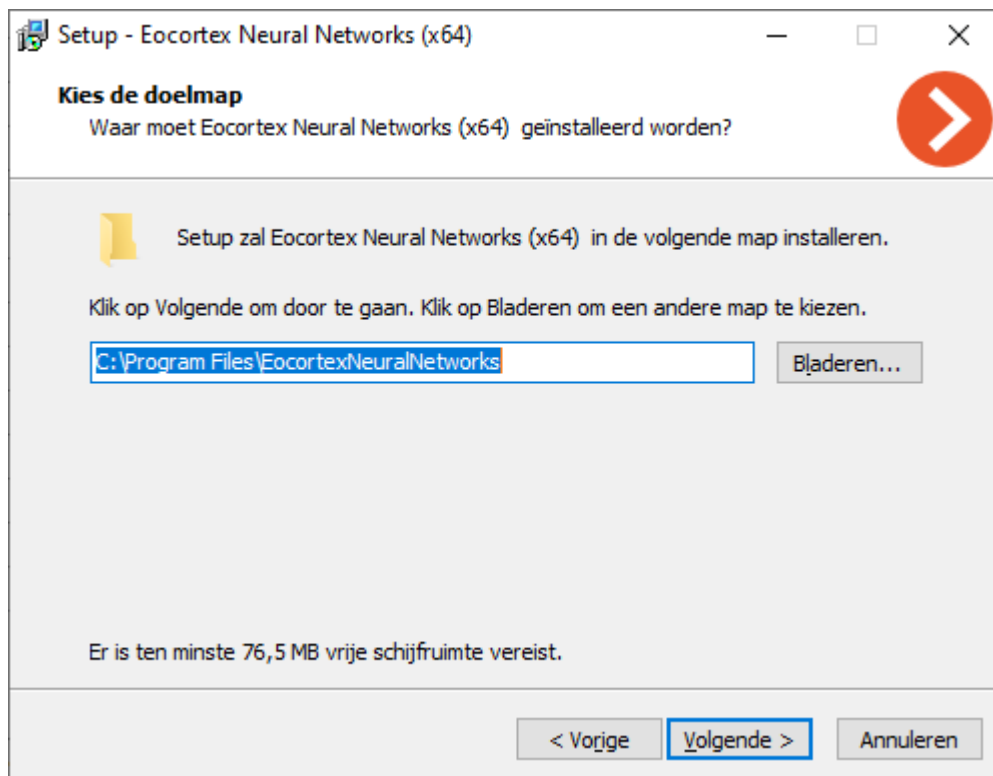 Setup - Eocortex Neural Networks (x64)
Kies de doelmap
Waar moet Eocortex Neural Networks (x64) geïnstalleerd worden?
Setup zal Eocortex Neural Networks (x64) in de volgende map installeren.
Klik op Volgende om door te gaan. Klik op Bladeren om een andere map te kiezen.
C:\Program Files\EocortexNeuralNetworks
Bladeren...
Er is ten minste 76,5 MB vrije schijfruimte vereist.
< Vorige
Volgende >
Annuleren